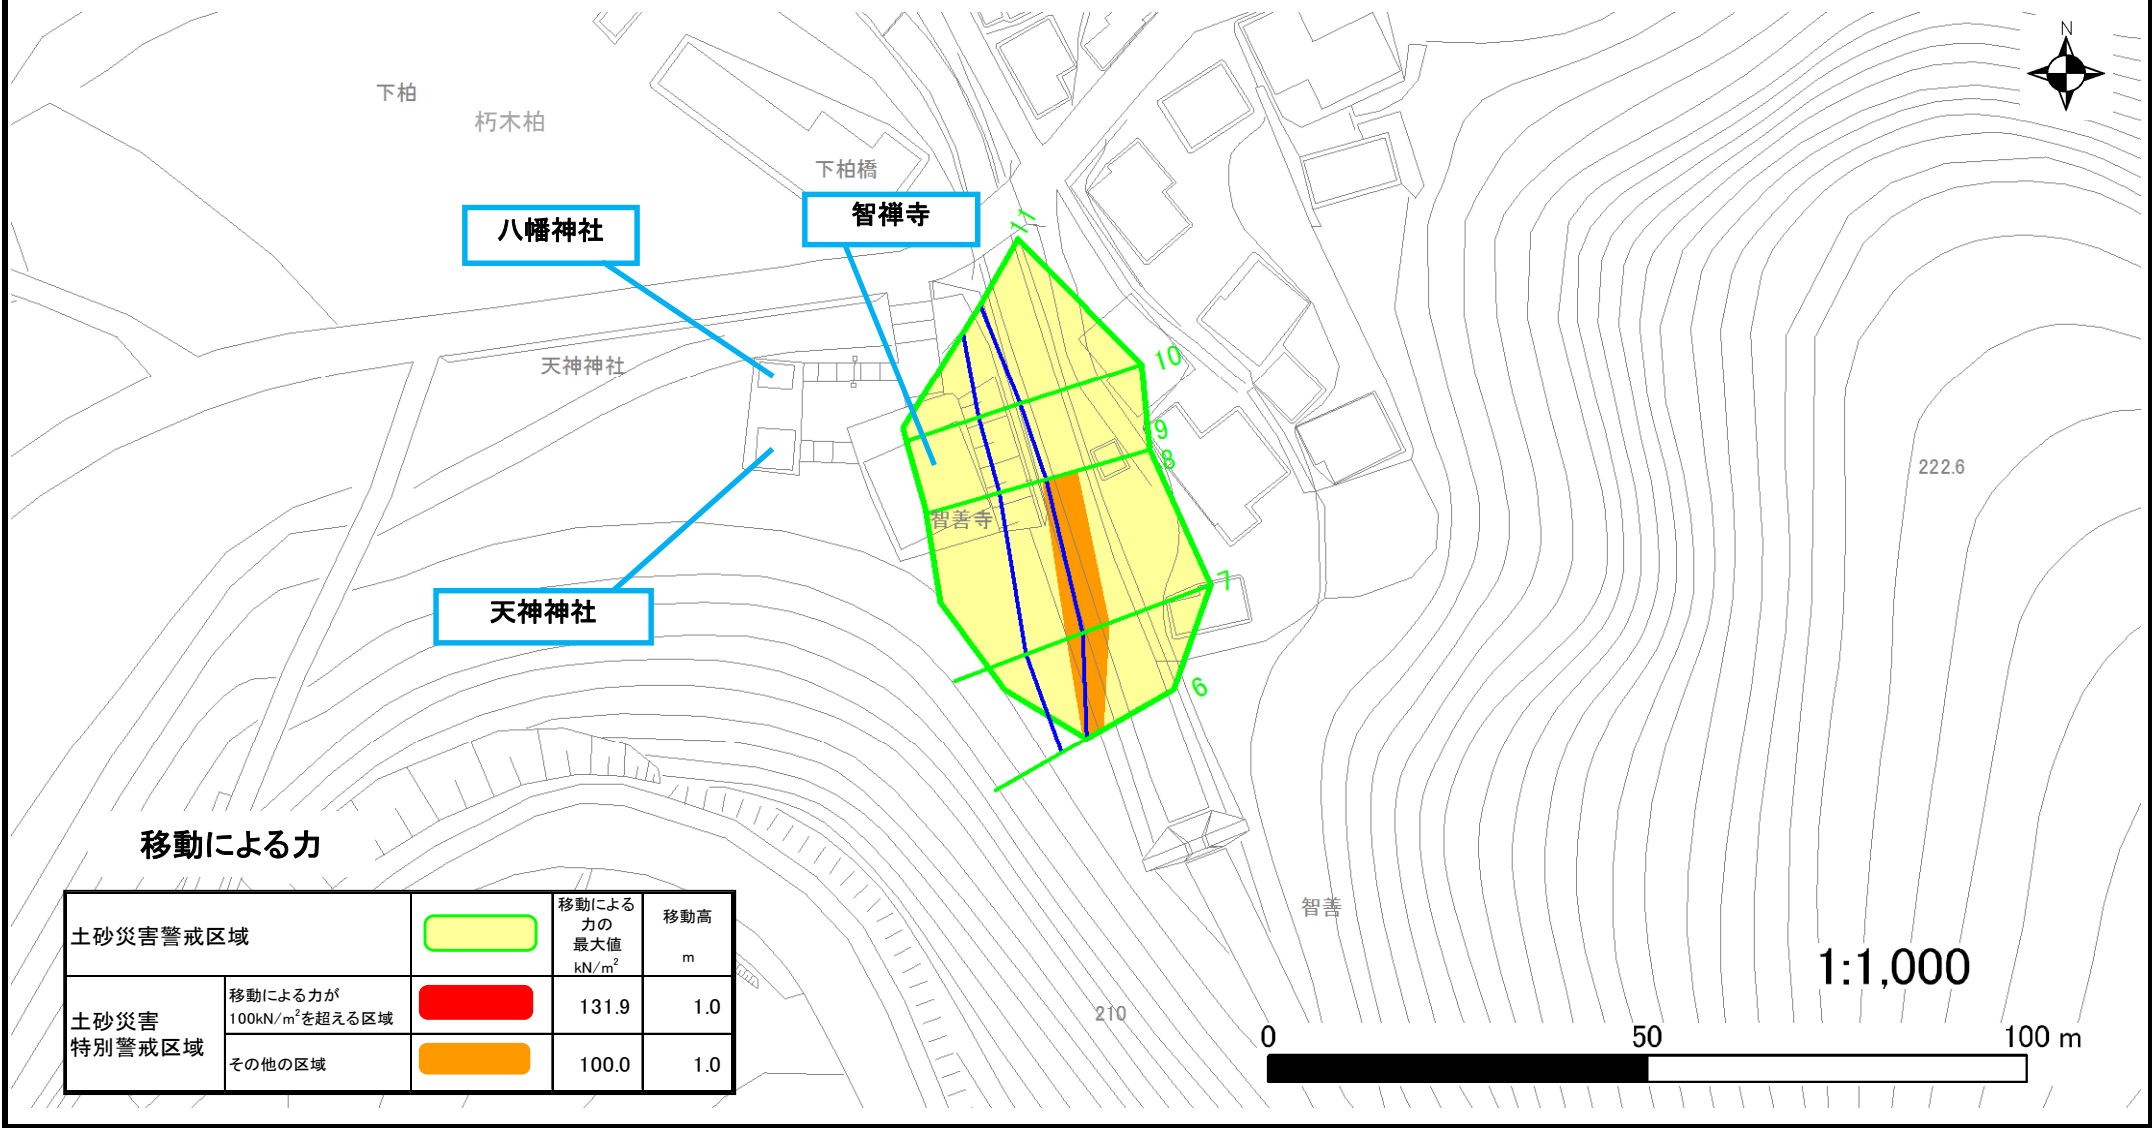 N
下柏
朽木柏
下柏橋
八幡神社
智禅寺
11
天神神社
10
9
8
222.6
智善寺
7
天神神社
6
移動による力
智善
1:1,000
210
0 50 100 m
土砂災害警戒区域
移動による
力の
最大値
kN/m²
移動高
m
土砂災害
特別警戒区域
移動による力が
100kN/m²を超える区域
131.9 1.0
その他の区域
100.0 1.0